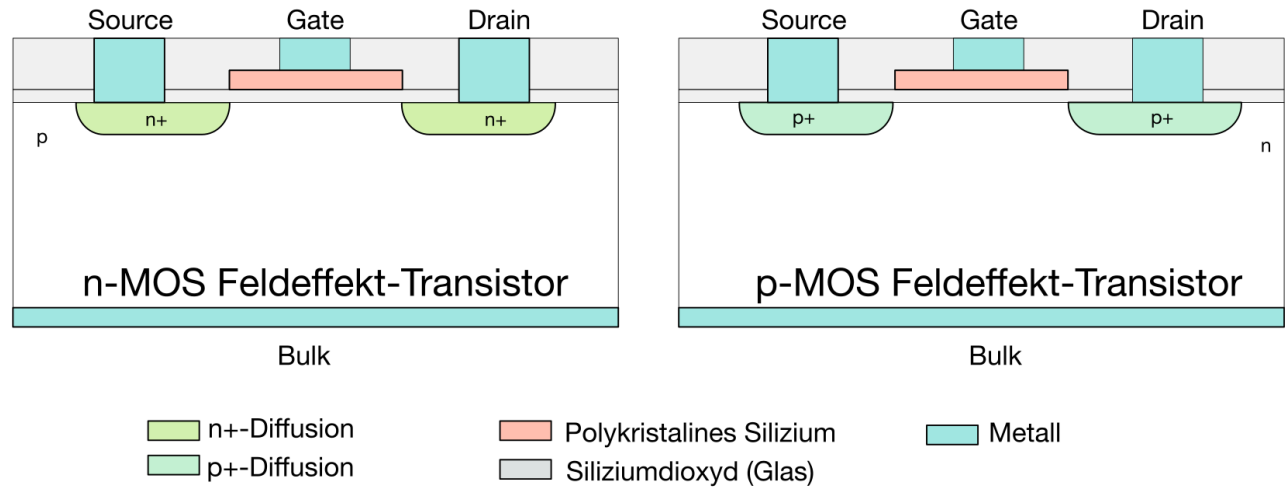 Source Gate Drain
n+ n+
p
n-MOS Feldeffekt-Transistor
Bulk
Source Gate Drain
p+ p+
n
p-MOS Feldeffekt-Transistor
Bulk
n+-Diffusion
p+-Diffusion
Polykristalines Silizium
Siliziumdioxyd (Glas)
Metall